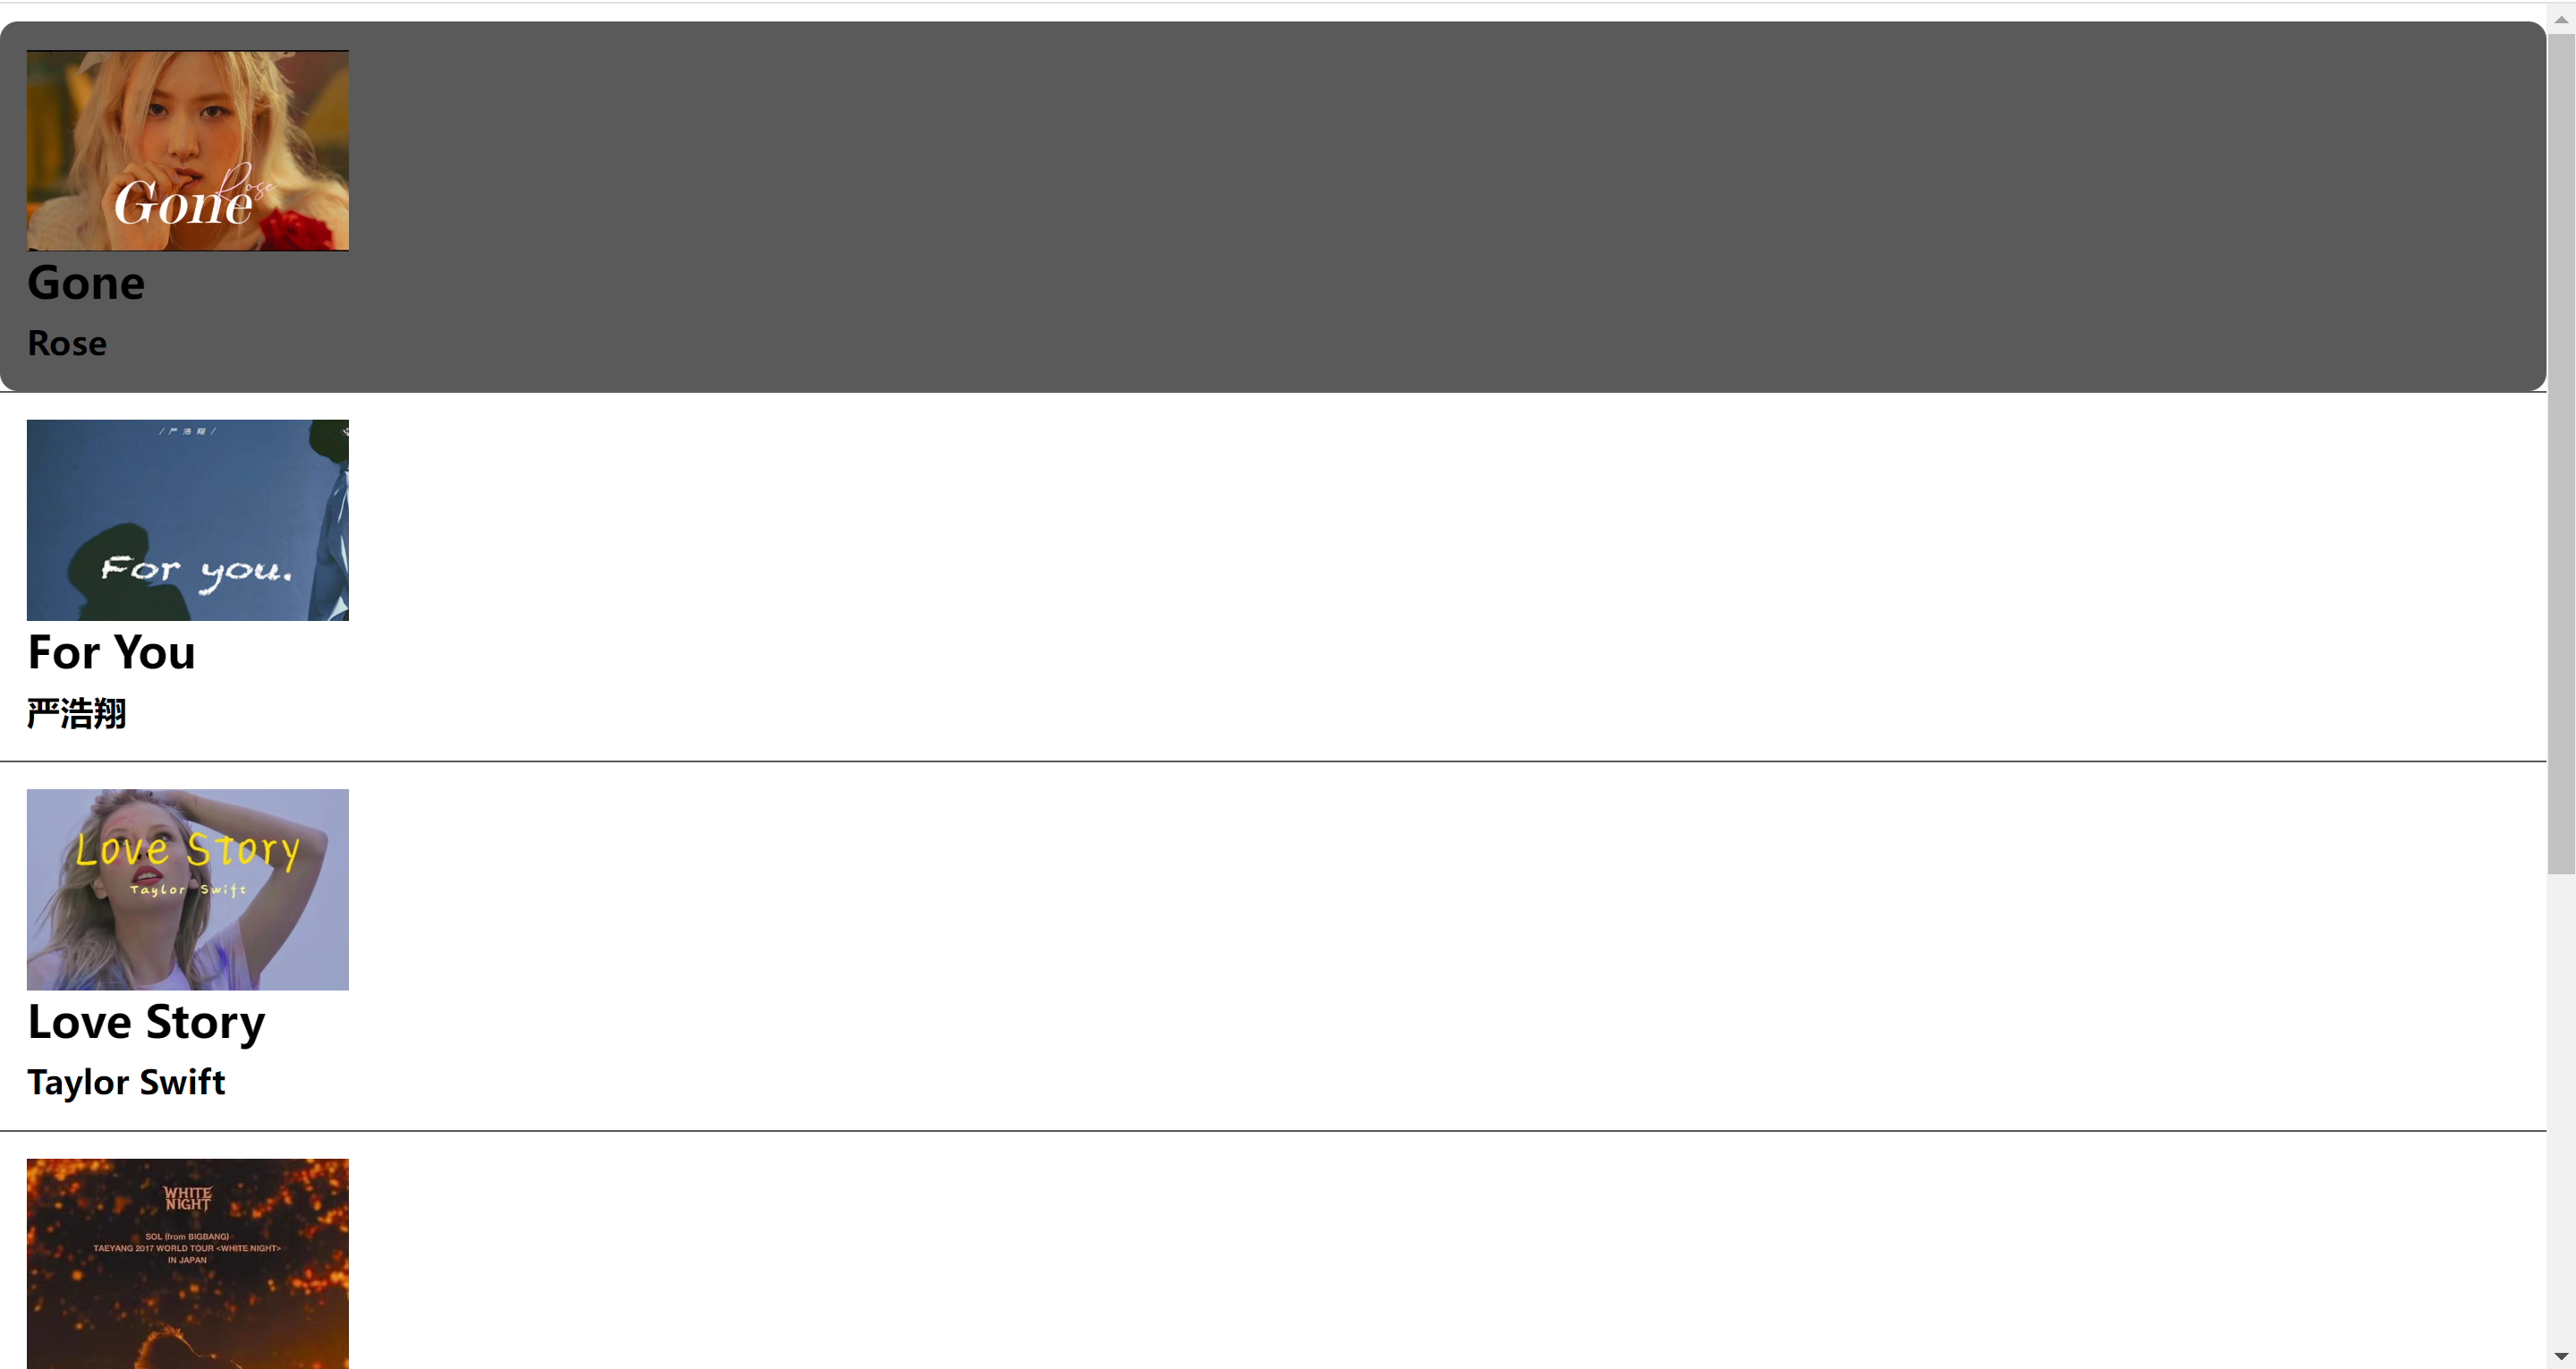 Rose
Gone
Gone
Rose
/ 严 浩 翔 /
For you.
For You
严浩翔
Love Story
Taylor Swift
Love Story
Taylor Swift
WHITE
NIGHT
SOL (from BIGBANG)
TAEYANG 2017 WORLD TOUR <WHITE NIGHT>
IN JAPAN